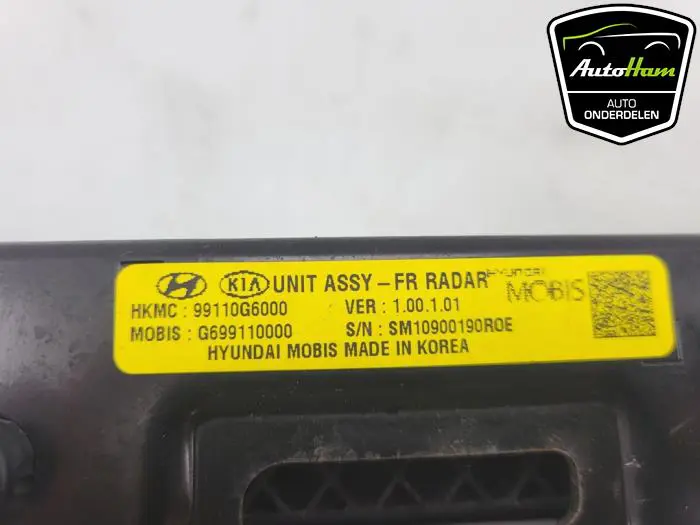 AutoHam
AUTO
ONDERDELEN
KIA UNIT ASSY-FR RADAR HYUNDAI MOBIS
HKMC : 99110G6000 VER : 1.00.1.01
MOBIS : G699110000 S/N : SM10900190R0E
HYUNDAI MOBIS MADE IN KOREA